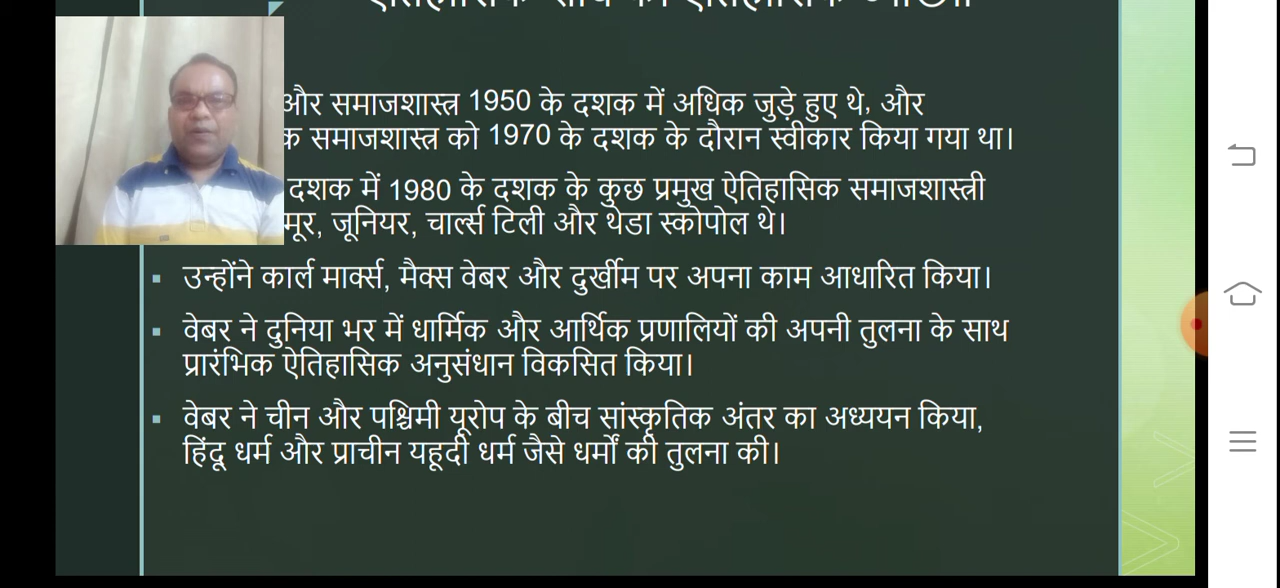 और समाजशास्त्र 1950 के दशक में अधिक जुड़े हुए थे, और
क समाजशास्त्र को 1970 के दशक के दौरान स्वीकार किया गया था।
दशक में 1980 के दशक के कुछ प्रमुख ऐतिहासिक समाजशास्त्री
मूर, जूनियर, चार्ल्स टिली और थेडा स्कोपोल थे।
▪ उन्होंने कार्ल मार्क्स, मैक्स वेबर और दुर्खीम पर अपना काम आधारित किया।
▪ वेबर ने दुनिया भर में धार्मिक और आर्थिक प्रणालियों की अपनी तुलना के साथ
प्रारंभिक ऐतिहासिक अनुसंधान विकसित किया।
▪ वेबर ने चीन और पश्चिमी यूरोप के बीच सांस्कृतिक अंतर का अध्ययन किया,
हिंदू धर्म और प्राचीन यहूदी धर्म जैसे धर्मों की तुलना की।